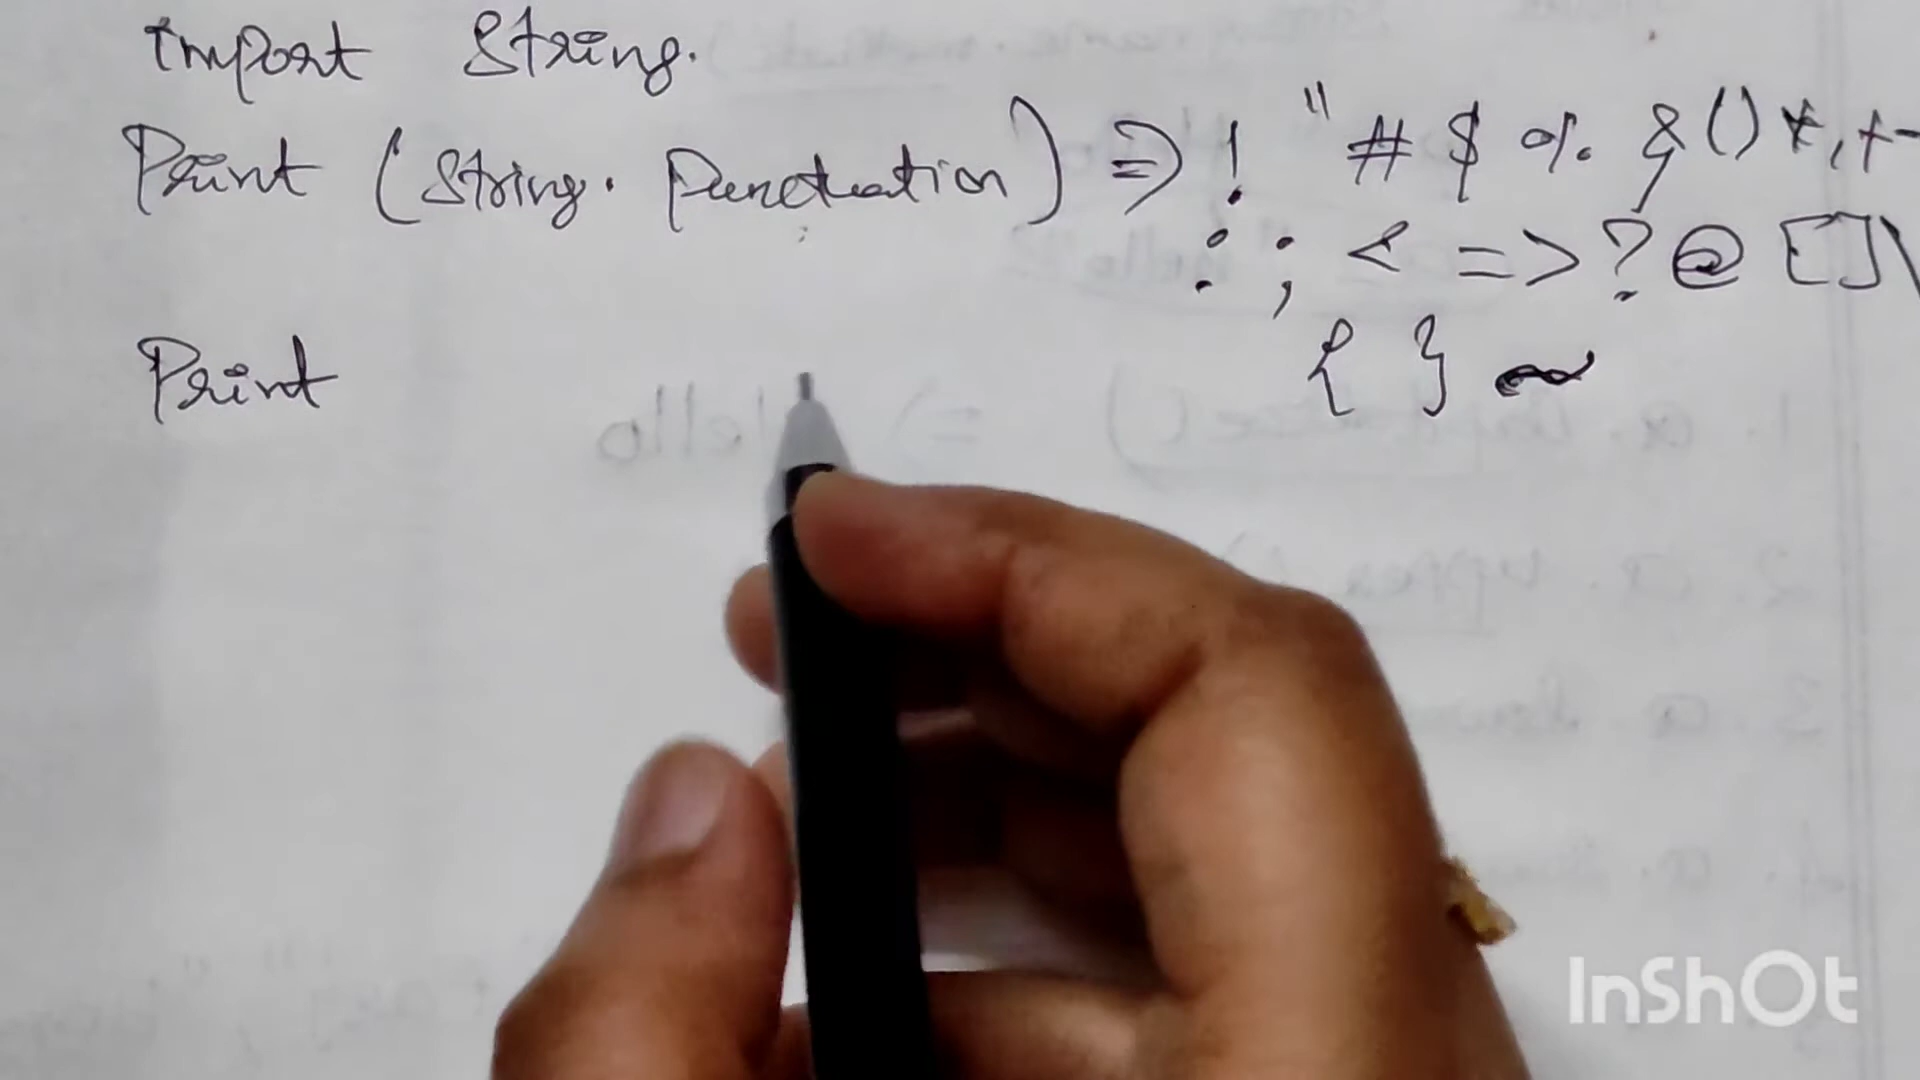 import String.
Print (String. Punctuation) => ! " # $ % & () * , + -
: ; < = > ? @ [ ] \
{ } ~
Print
InShOt